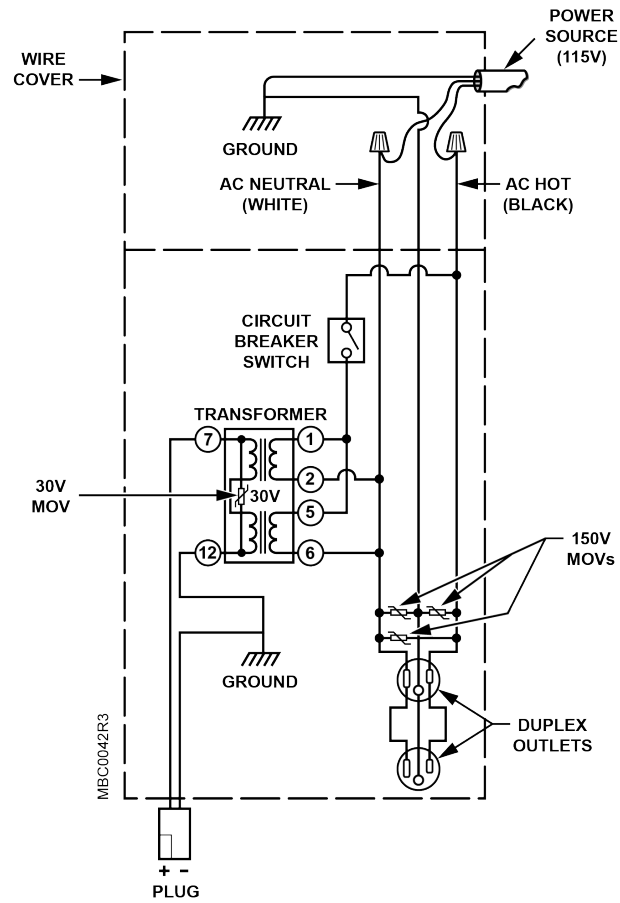 POWER
SOURCE
(115V)
WIRE
COVER
GROUND
AC NEUTRAL
(WHITE)
AC HOT
(BLACK)
CIRCUIT
BREAKER
SWITCH
TRANSFORMER
7
1
2
30V
MOV
30V
5
12
6
150V
MOVs
GROUND
DUPLEX
OUTLETS
MBC0042R3
+ −
PLUG